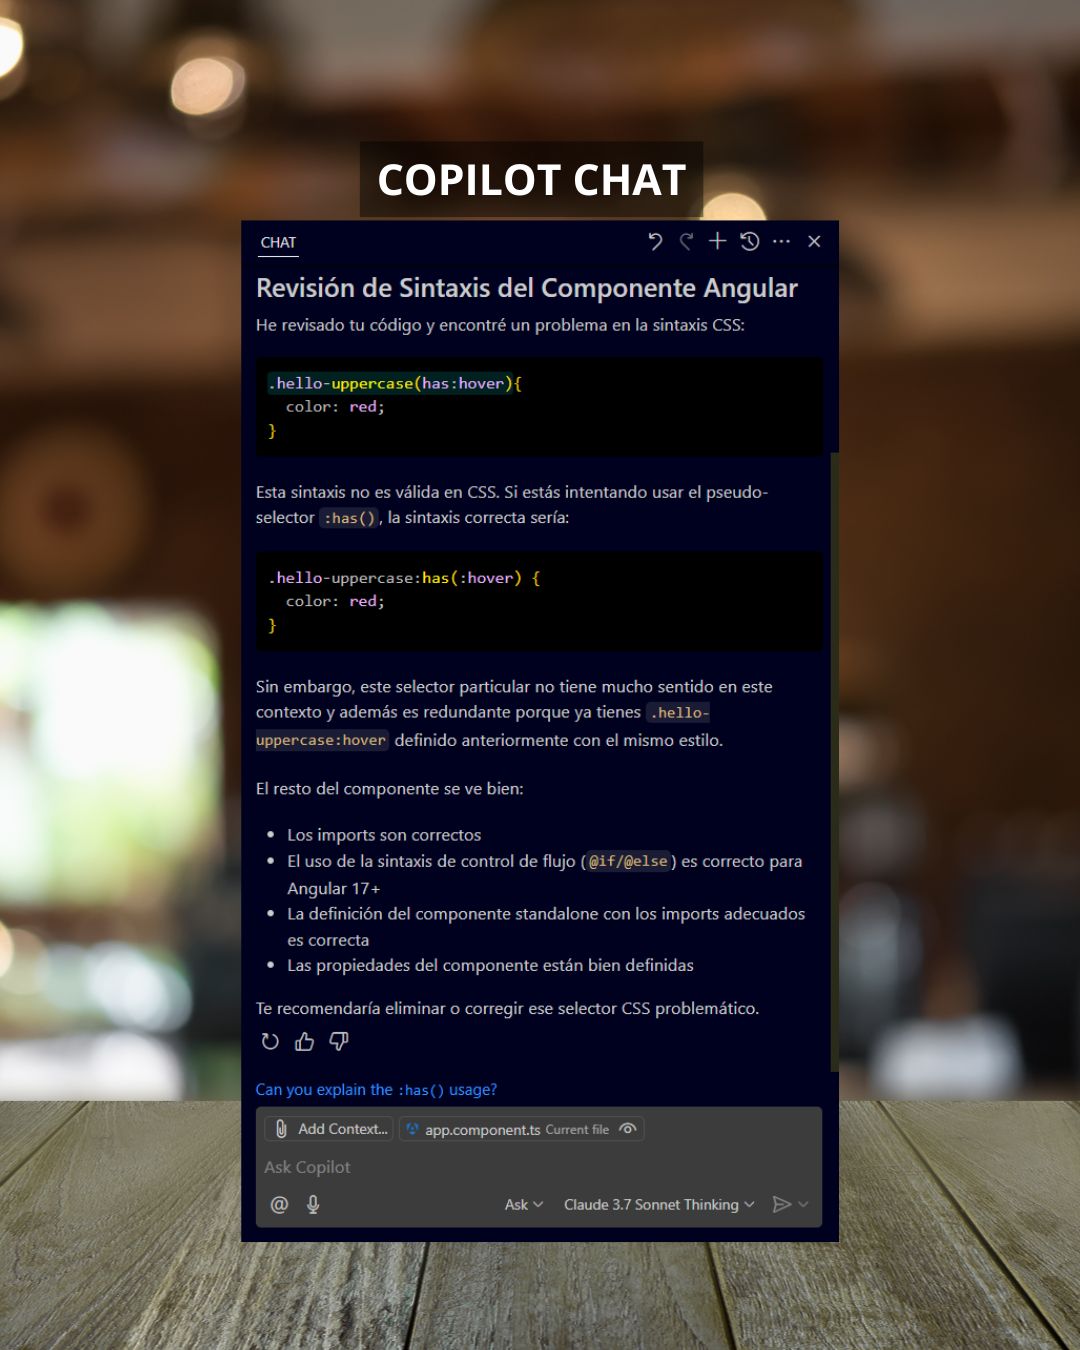 COPILOT CHAT
CHAT
Revisión de Sintaxis del Componente Angular
He revisado tu código y encontré un problema en la sintaxis CSS:
.hello-uppercase(has:hover){
color: red;
}
Esta sintaxis no es válida en CSS. Si estás intentando usar el pseudo-
selector :has(), la sintaxis correcta sería:
.hello-uppercase:has(:hover) {
color: red;
}
Sin embargo, este selector particular no tiene mucho sentido en este
contexto y además es redundante porque ya tienes .hello-
uppercase:hover definido anteriormente con el mismo estilo.
El resto del componente se ve bien:
• Los imports son correctos
• El uso de la sintaxis de control de flujo (@if/@else) es correcto para
Angular 17+
• La definición del componente standalone con los imports adecuados
es correcta
• Las propiedades del componente están bien definidas
Te recomendaría eliminar o corregir ese selector CSS problemático.
Can you explain the :has() usage?
Add Context... app.component.ts Current file
Ask Copilot
@ Ask Claude 3.7 Sonnet Thinking